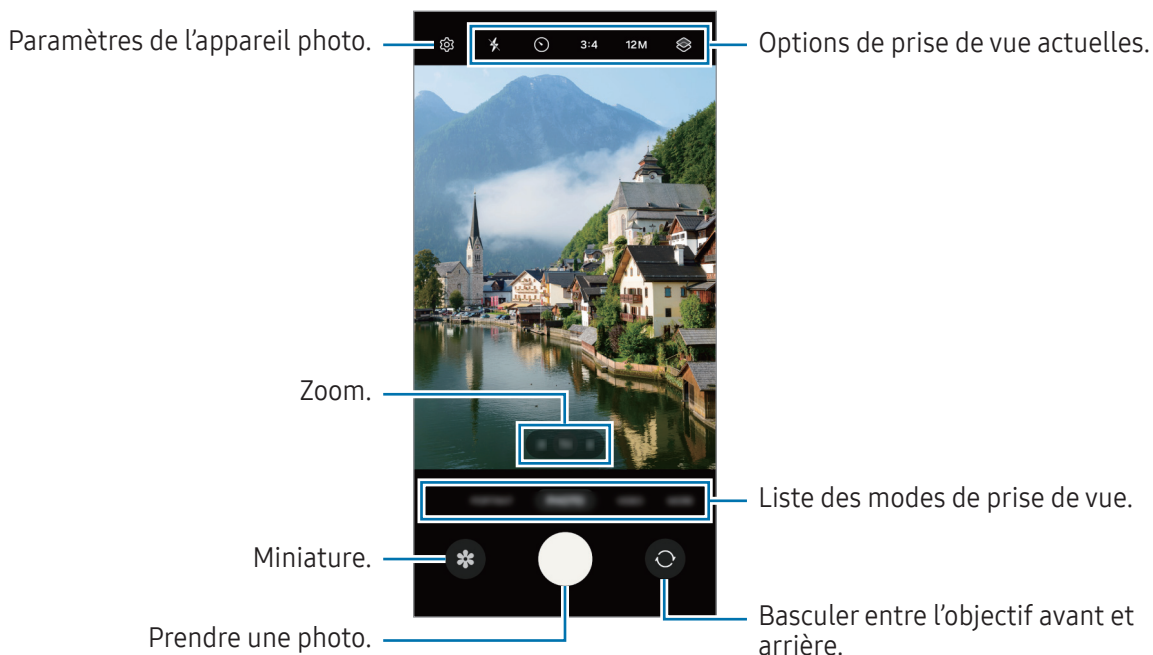 Paramètres de l'appareil photo.
3:4
12M
Options de prise de vue actuelles.
Zoom.
Liste des modes de prise de vue.
Miniature.
Prendre une photo.
Basculer entre l'objectif avant et
arrière.